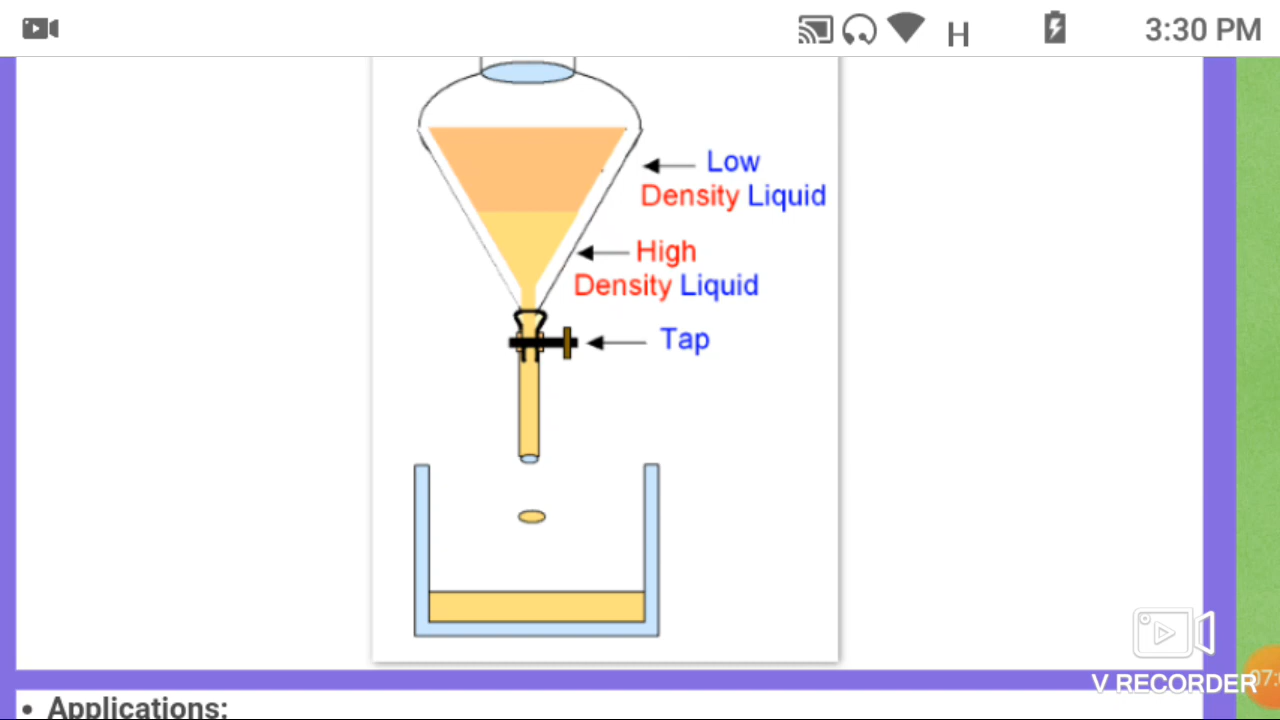 H 3:30 PM
Low
Density Liquid
High
Density Liquid
Tap
V RECORDER
Applications: